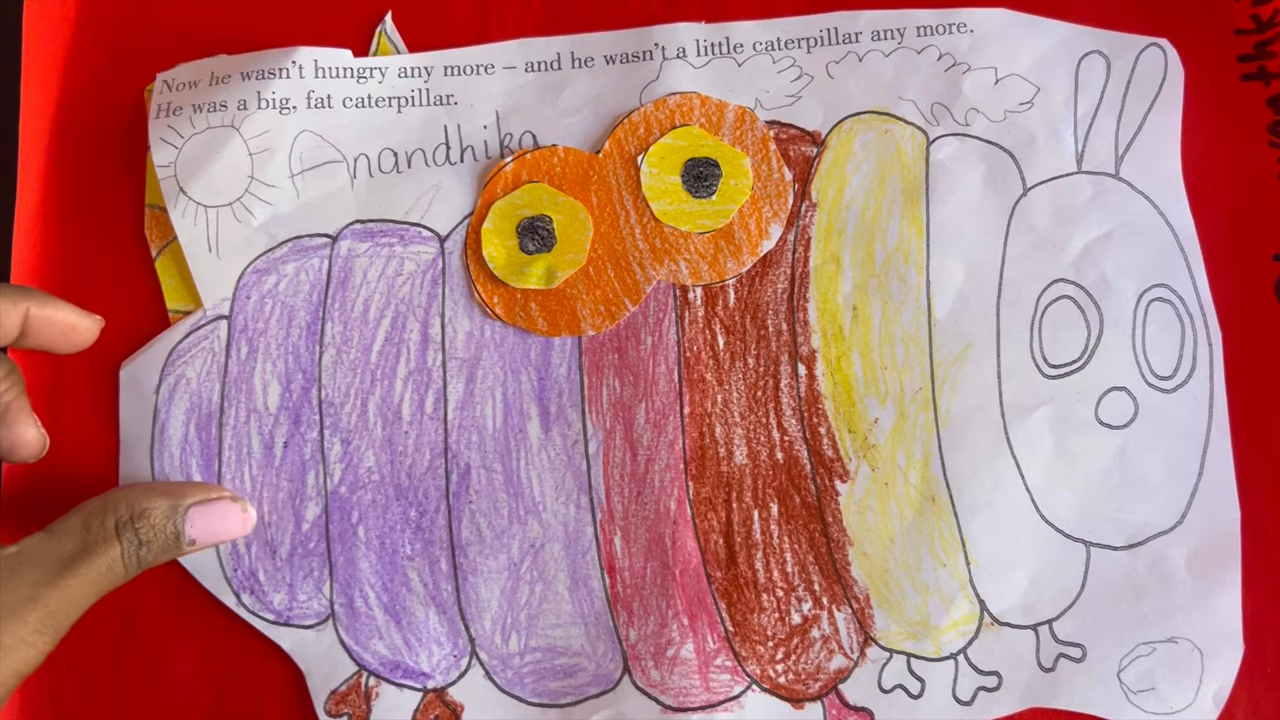 Now he wasn't hungry any more – and he wasn't a little caterpillar any more.
He was a big, fat caterpillar.
Anandhika